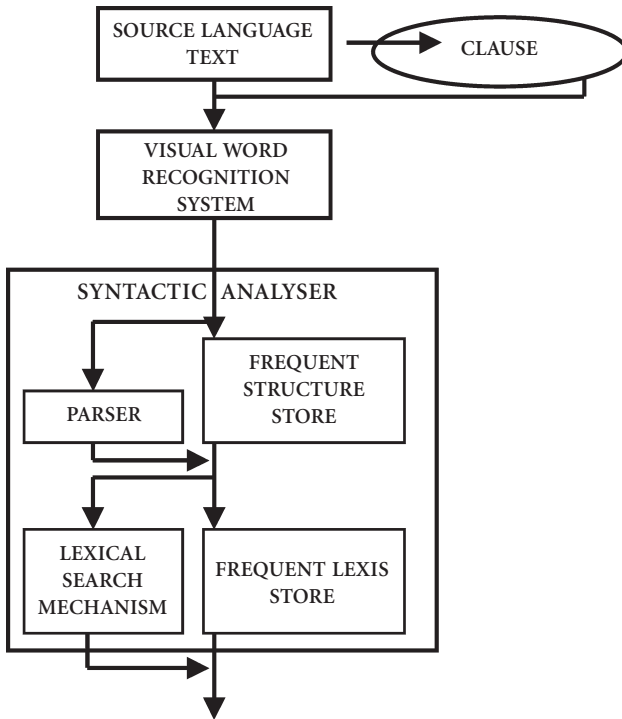 SOURCE LANGUAGE
TEXT
CLAUSE
VISUAL WORD
RECOGNITION
SYSTEM
SYNTACTIC ANALYSER
FREQUENT
STRUCTURE
STORE
PARSER
LEXICAL
SEARCH
MECHANISM
FREQUENT LEXIS
STORE